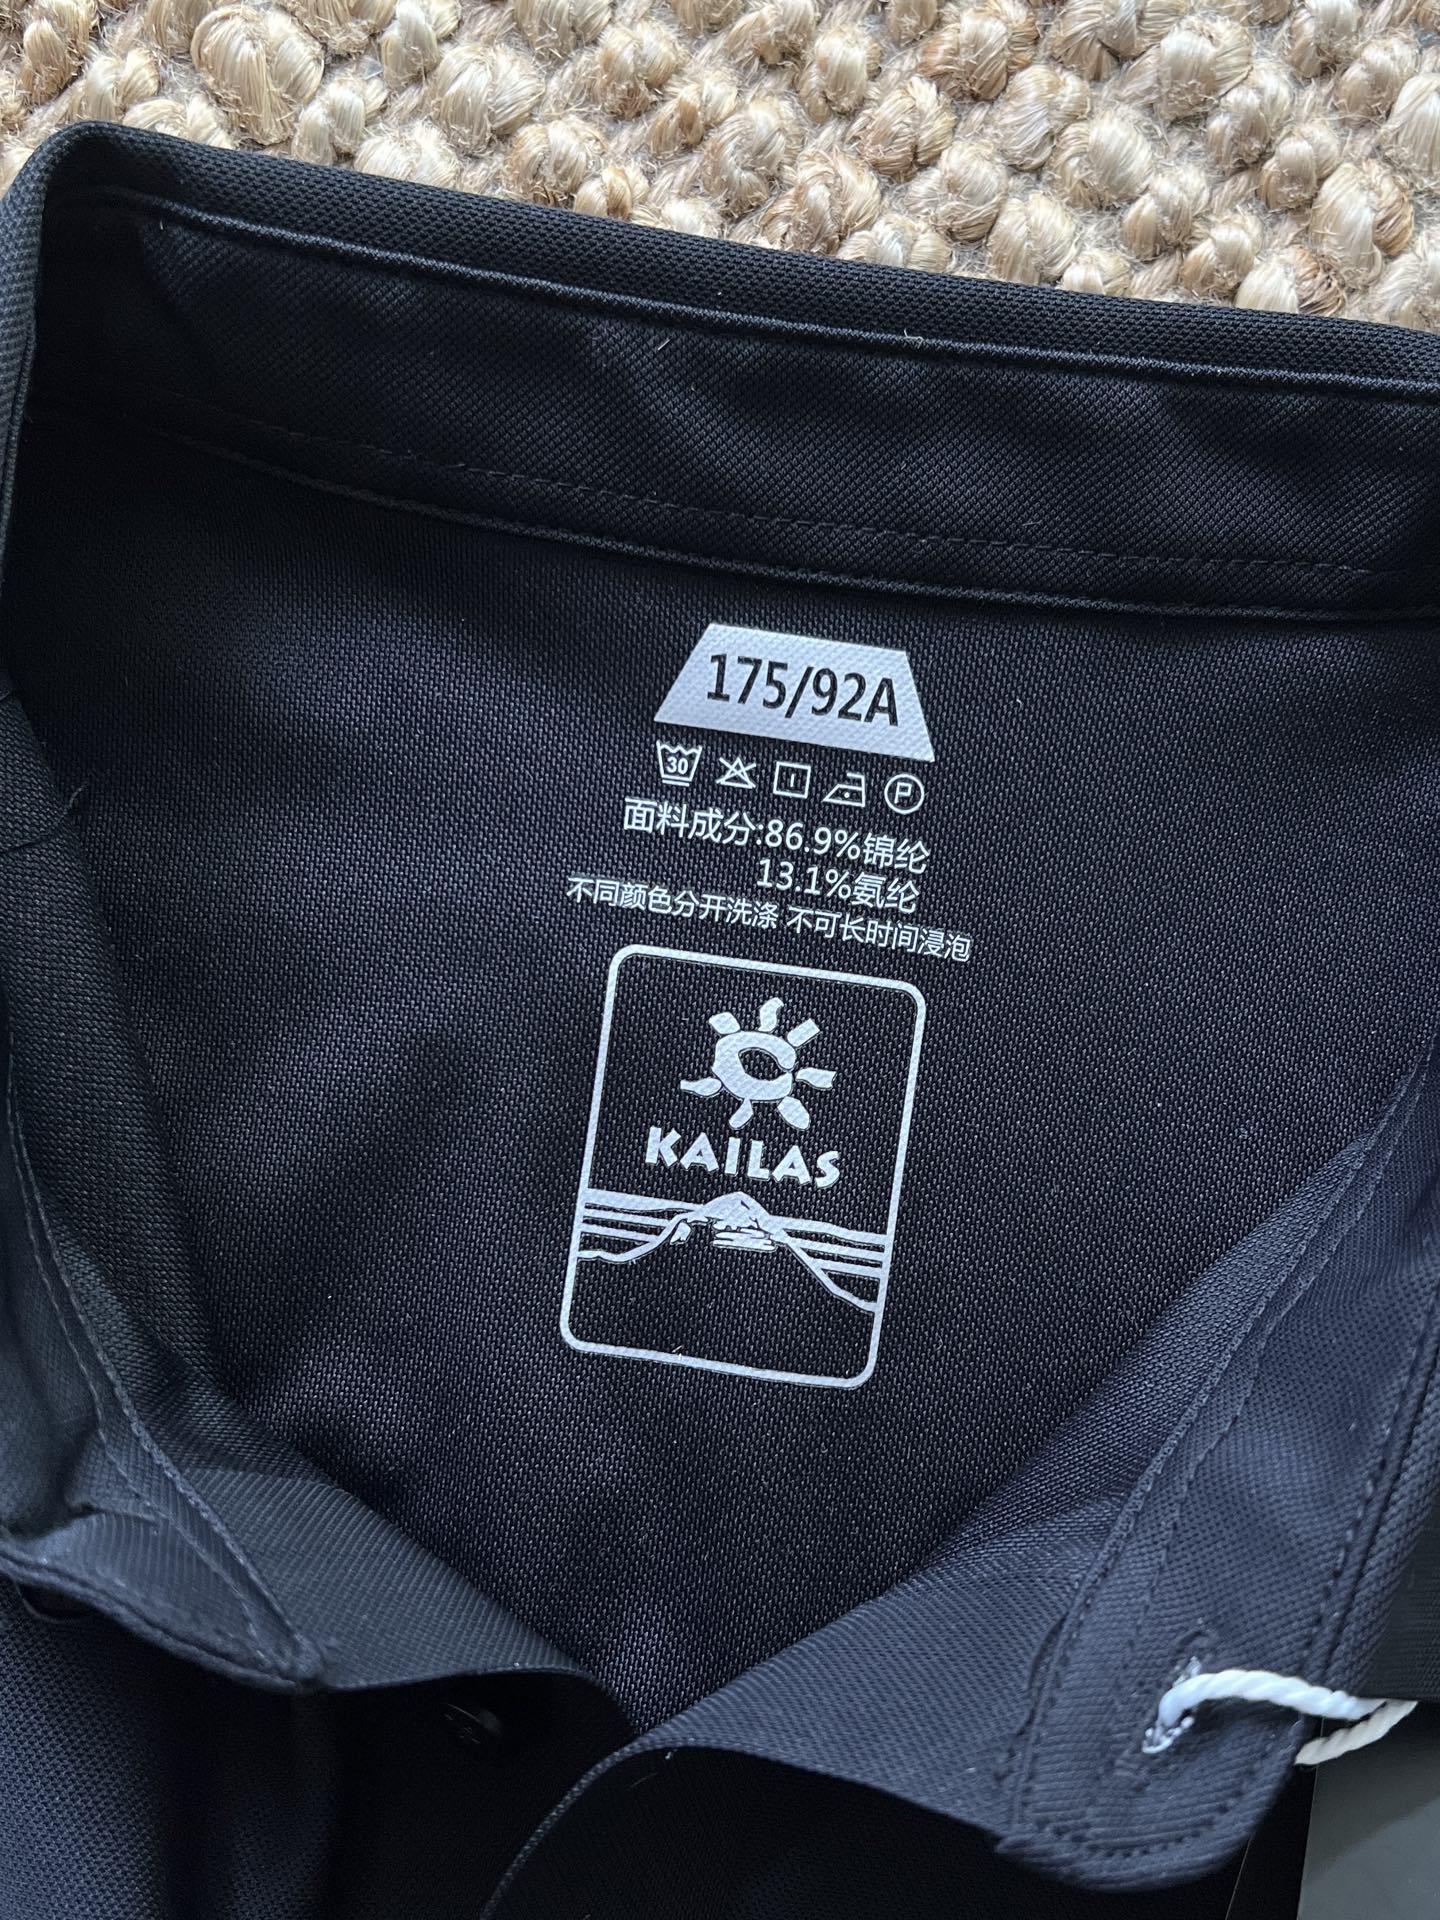 175/92A
30 P
面料成分:86.9%锦纶
13.1%氨纶
不同颜色分开洗涤 不可长时间浸泡
KAILAS